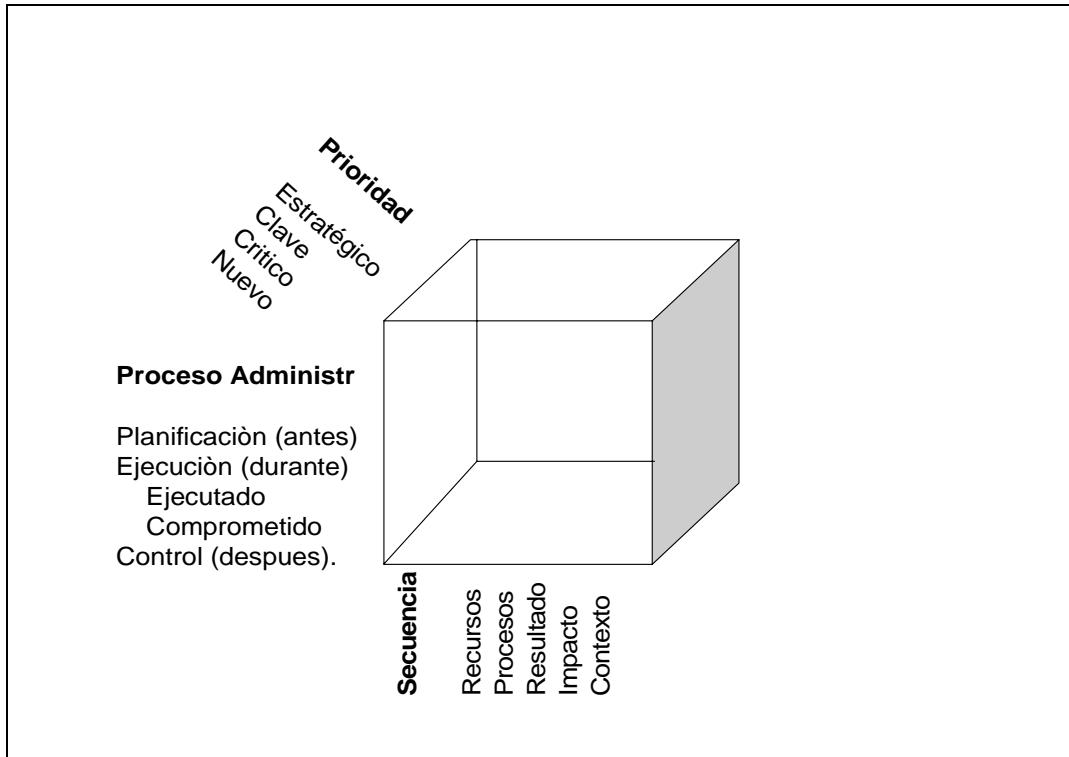 Prioridad
Estratégico
Clave
Critico
Nuevo
Proceso Administr
Planificaciòn (antes)
Ejecuciòn (durante)
Ejecutado
Comprometido
Control (despues).
Secuencia
Recursos
Procesos
Resultado
Impacto
Contexto